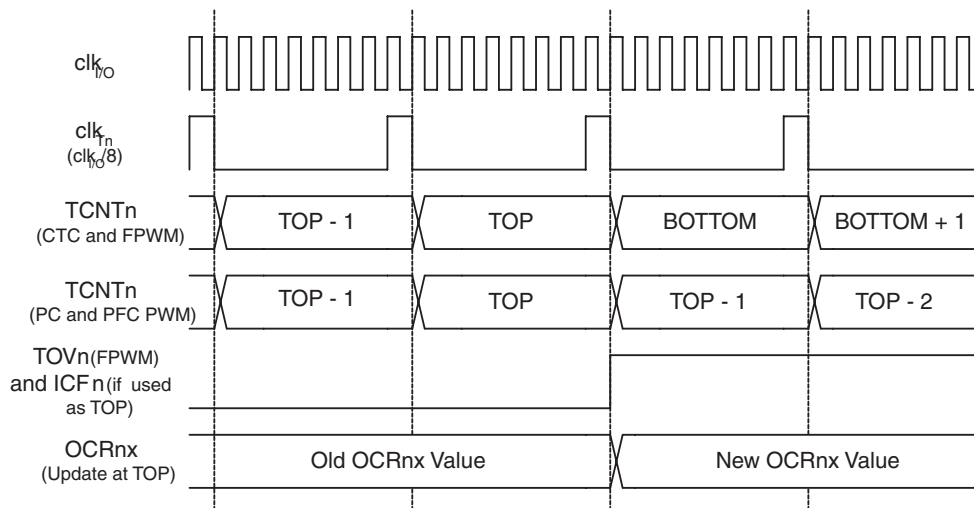 clkI/O
clkTn
(clkI/O/8)
TCNTn
(CTC and FPWM)
TOP - 1
TOP
BOTTOM
BOTTOM + 1
TCNTn
(PC and PFC PWM)
TOP - 1
TOP
TOP - 1
TOP - 2
TOVn (FPWM)
and ICFn (if used
as TOP)
OCRnx
(Update at TOP)
Old OCRnx Value
New OCRnx Value